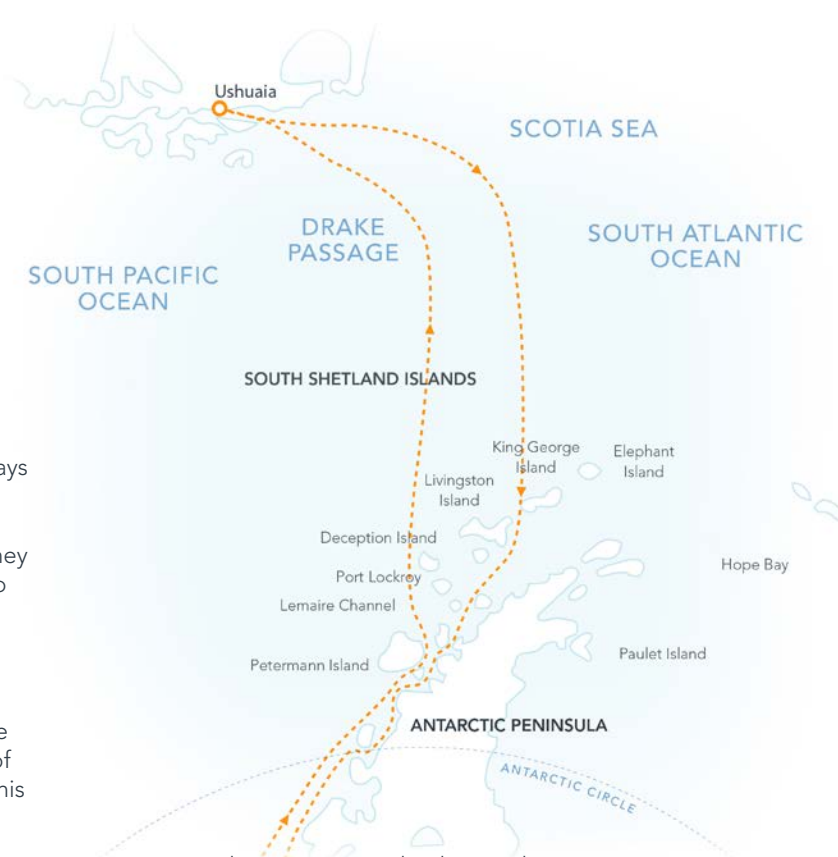 Ushuaia
SCOTIA SEA
DRAKE
PASSAGE
SOUTH ATLANTIC
OCEAN
SOUTH PACIFIC
OCEAN
SOUTH SHETLAND ISLANDS
King George
Island
Elephant
Island
Livingston
Island
Deception Island
Hope Bay
Port Lockroy
Lemaire Channel
Paulet Island
Petermann Island
ANTARCTIC PENINSULA
ANTARCTIC CIRCLE